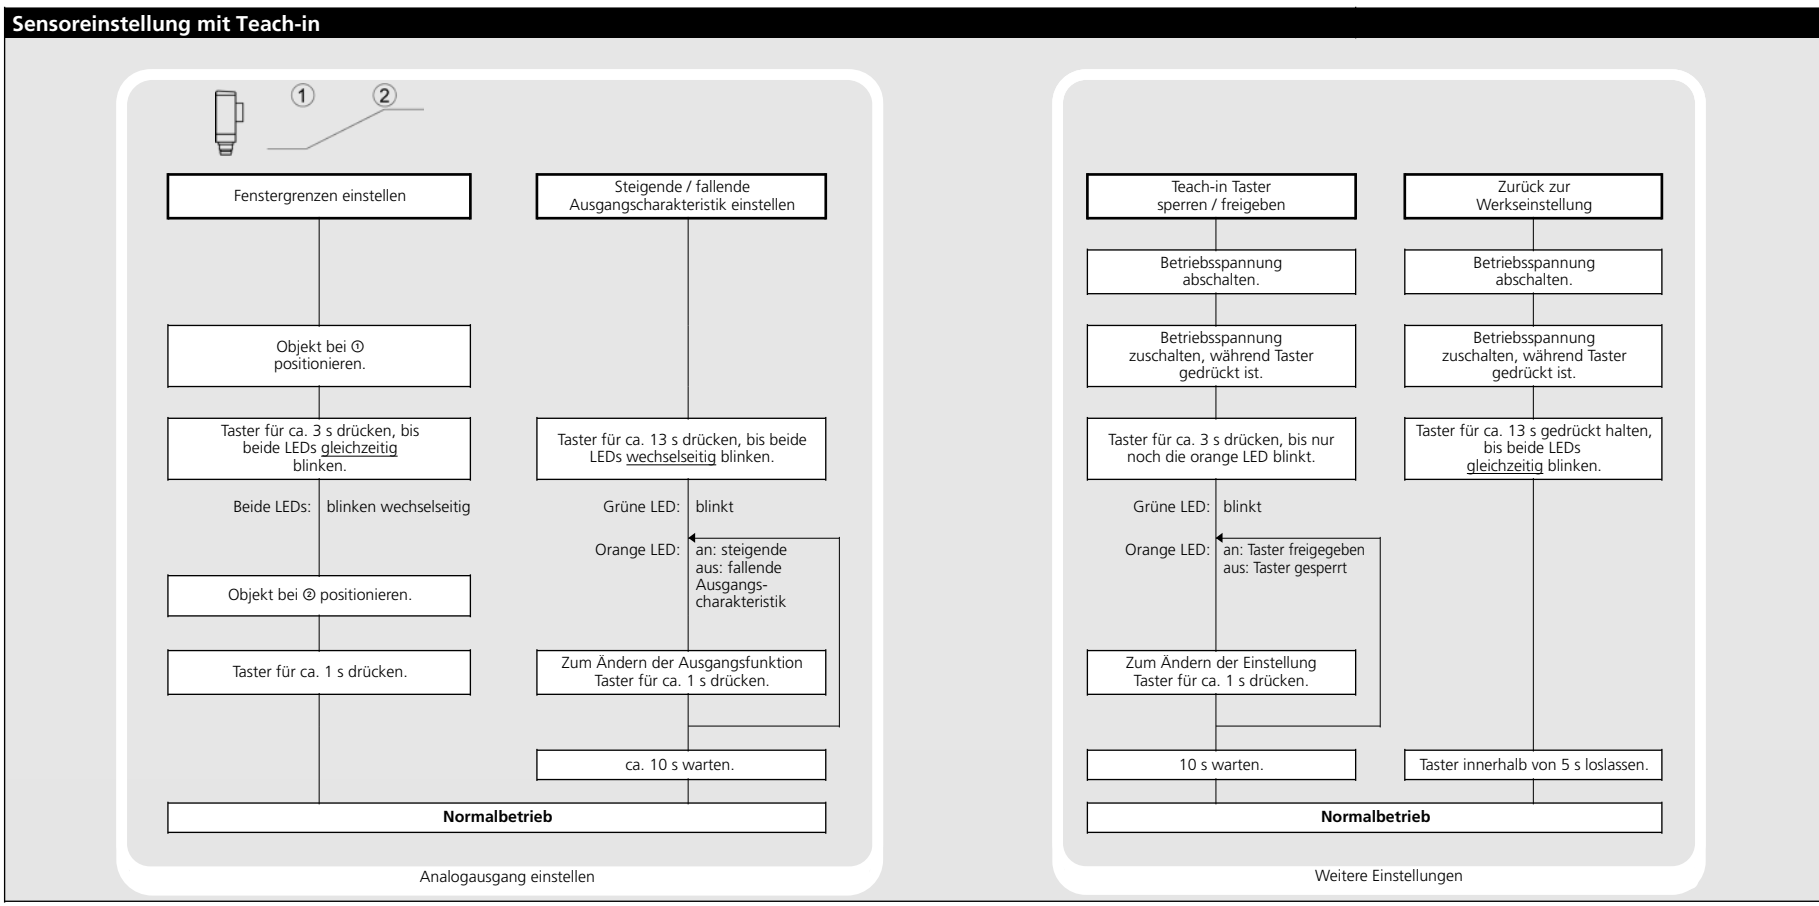 Sensoreinstellung mit Teach-in
① ②
Fenstergrenzen einstellen
Objekt bei ①
positionieren.
Taster für ca. 3 s drücken, bis
beide LEDs gleichzeitig
blinken.
Beide LEDs: blinken wechselseitig
Objekt bei ② positionieren.
Taster für ca. 1 s drücken.
Steigende / fallende
Ausgangscharakteristik einstellen
Taster für ca. 13 s drücken, bis beide
LEDs wechselseitig blinken.
Grüne LED: blinkt
Orange LED: an: steigende
aus: fallende
Ausgangs-
charakteristik
Zum Ändern der Ausgangsfunktion
Taster für ca. 1 s drücken.
ca. 10 s warten.
Normalbetrieb
Analogausgang einstellen
Teach-in Taster
sperren / freigeben
Betriebsspannung
abschalten.
Betriebsspannung
zuschalten, während Taster
gedrückt ist.
Taster für ca. 3 s drücken, bis nur
noch die orange LED blinkt.
Grüne LED: blinkt
Orange LED: an: Taster freigegeben
aus: Taster gesperrt
Zum Ändern der Einstellung
Taster für ca. 1 s drücken.
10 s warten.
Zurück zur
Werkseinstellung
Betriebsspannung
abschalten.
Betriebsspannung
zuschalten, während Taster
gedrückt ist.
Taster für ca. 13 s gedrückt halten,
bis beide LEDs
gleichzeitig blinken.
Taster innerhalb von 5 s loslassen.
Normalbetrieb
Weitere Einstellungen